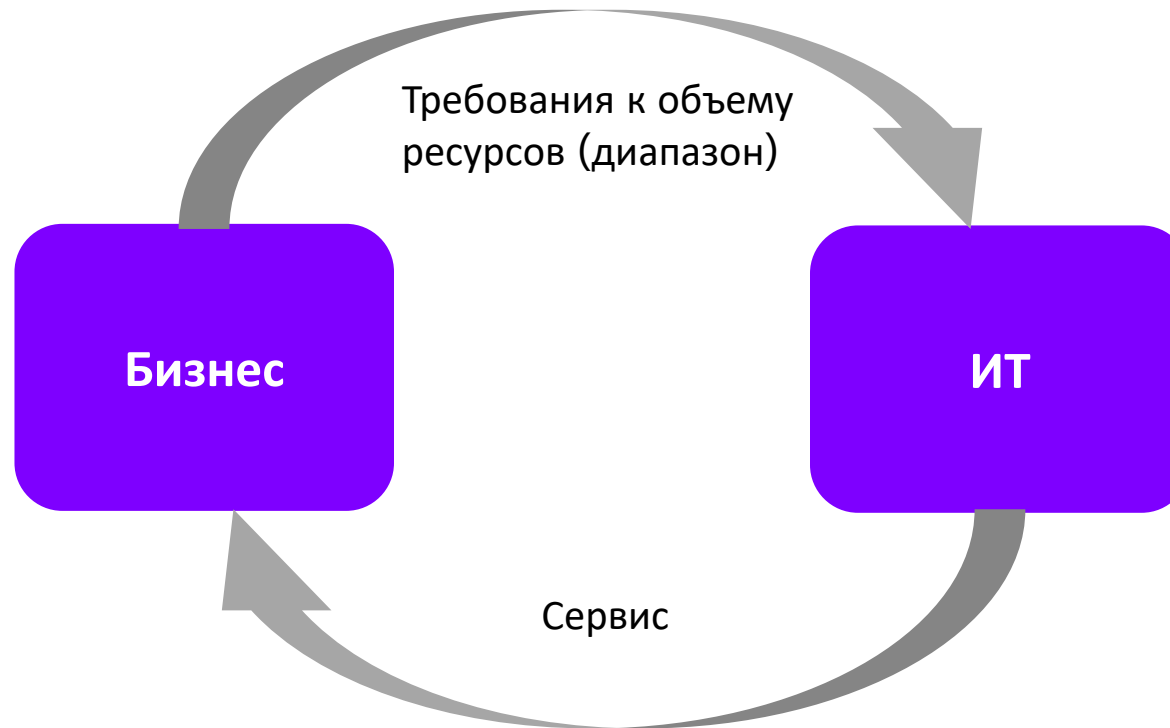 Требования к объему
ресурсов (диапазон)
Бизнес
ИТ
Сервис